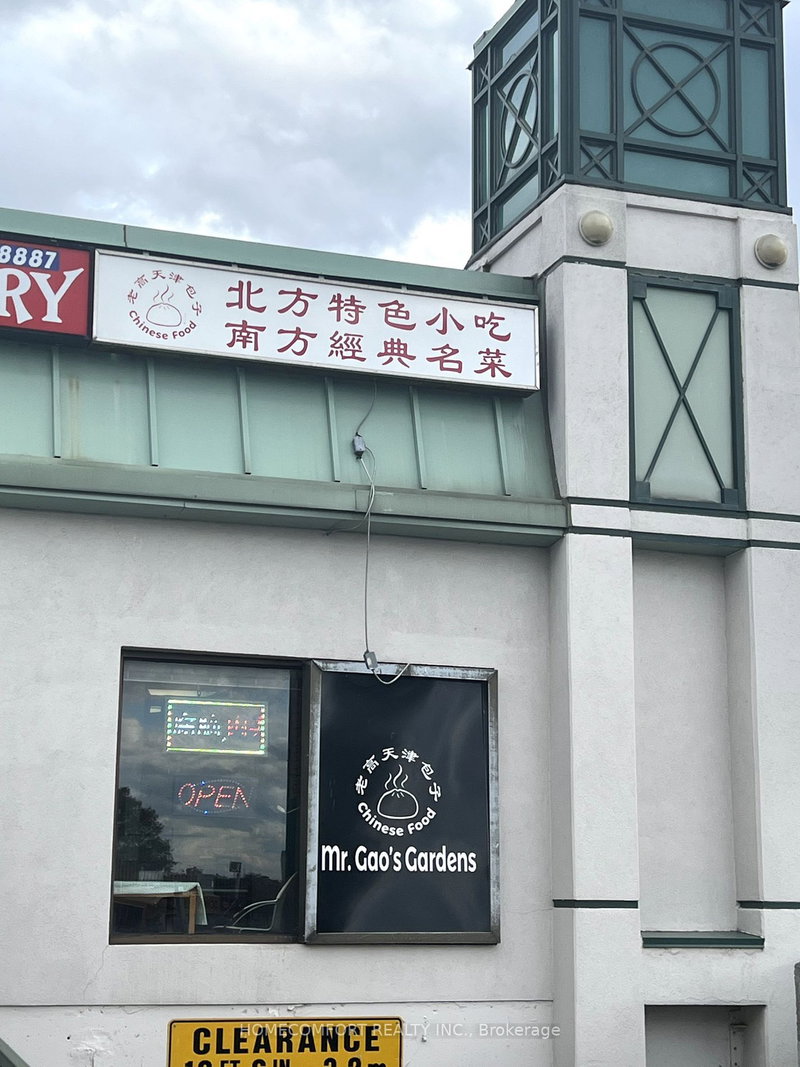 8887
RY
老高天津包子
Chinese Food
北方特色小吃
南方經典名菜
OPEN
老高天津包子
Chinese Food
Mr. Gao's Gardens
CLEARANCE
HOMECOMFORT REALTY INC., Brokerage